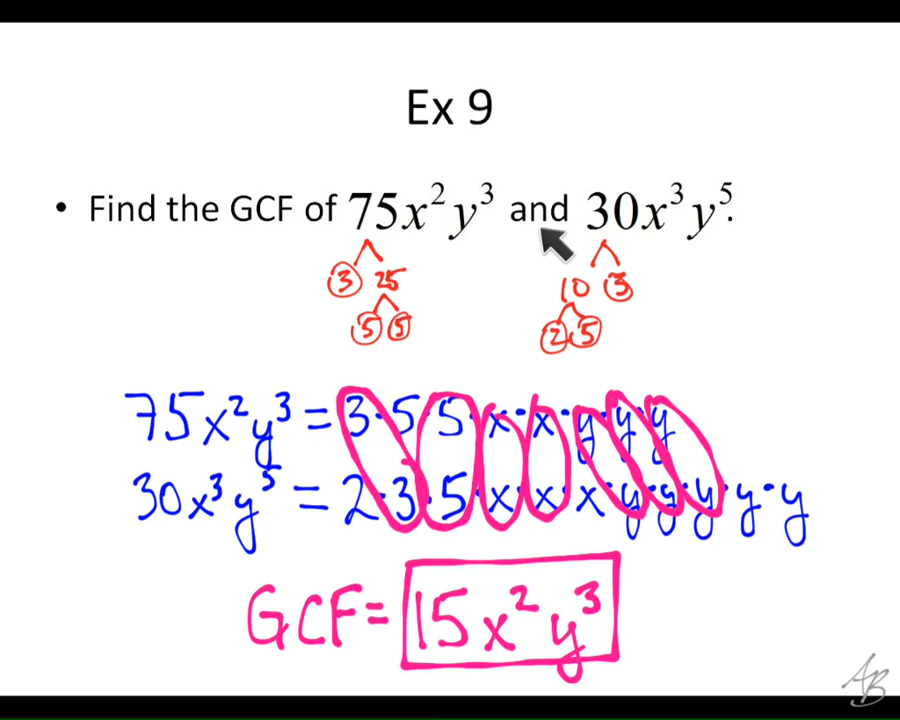 Ex 9
• Find the GCF of 75x²y³ and 30x³y⁵.
3 25 10 3
5 5 2 5
75x²y³ = 3·5·5·x·x·y·y·y
30x³y⁵ = 2·3·5·x·x·x·y·y·y·y·y
GCF = 15x²y³
AB